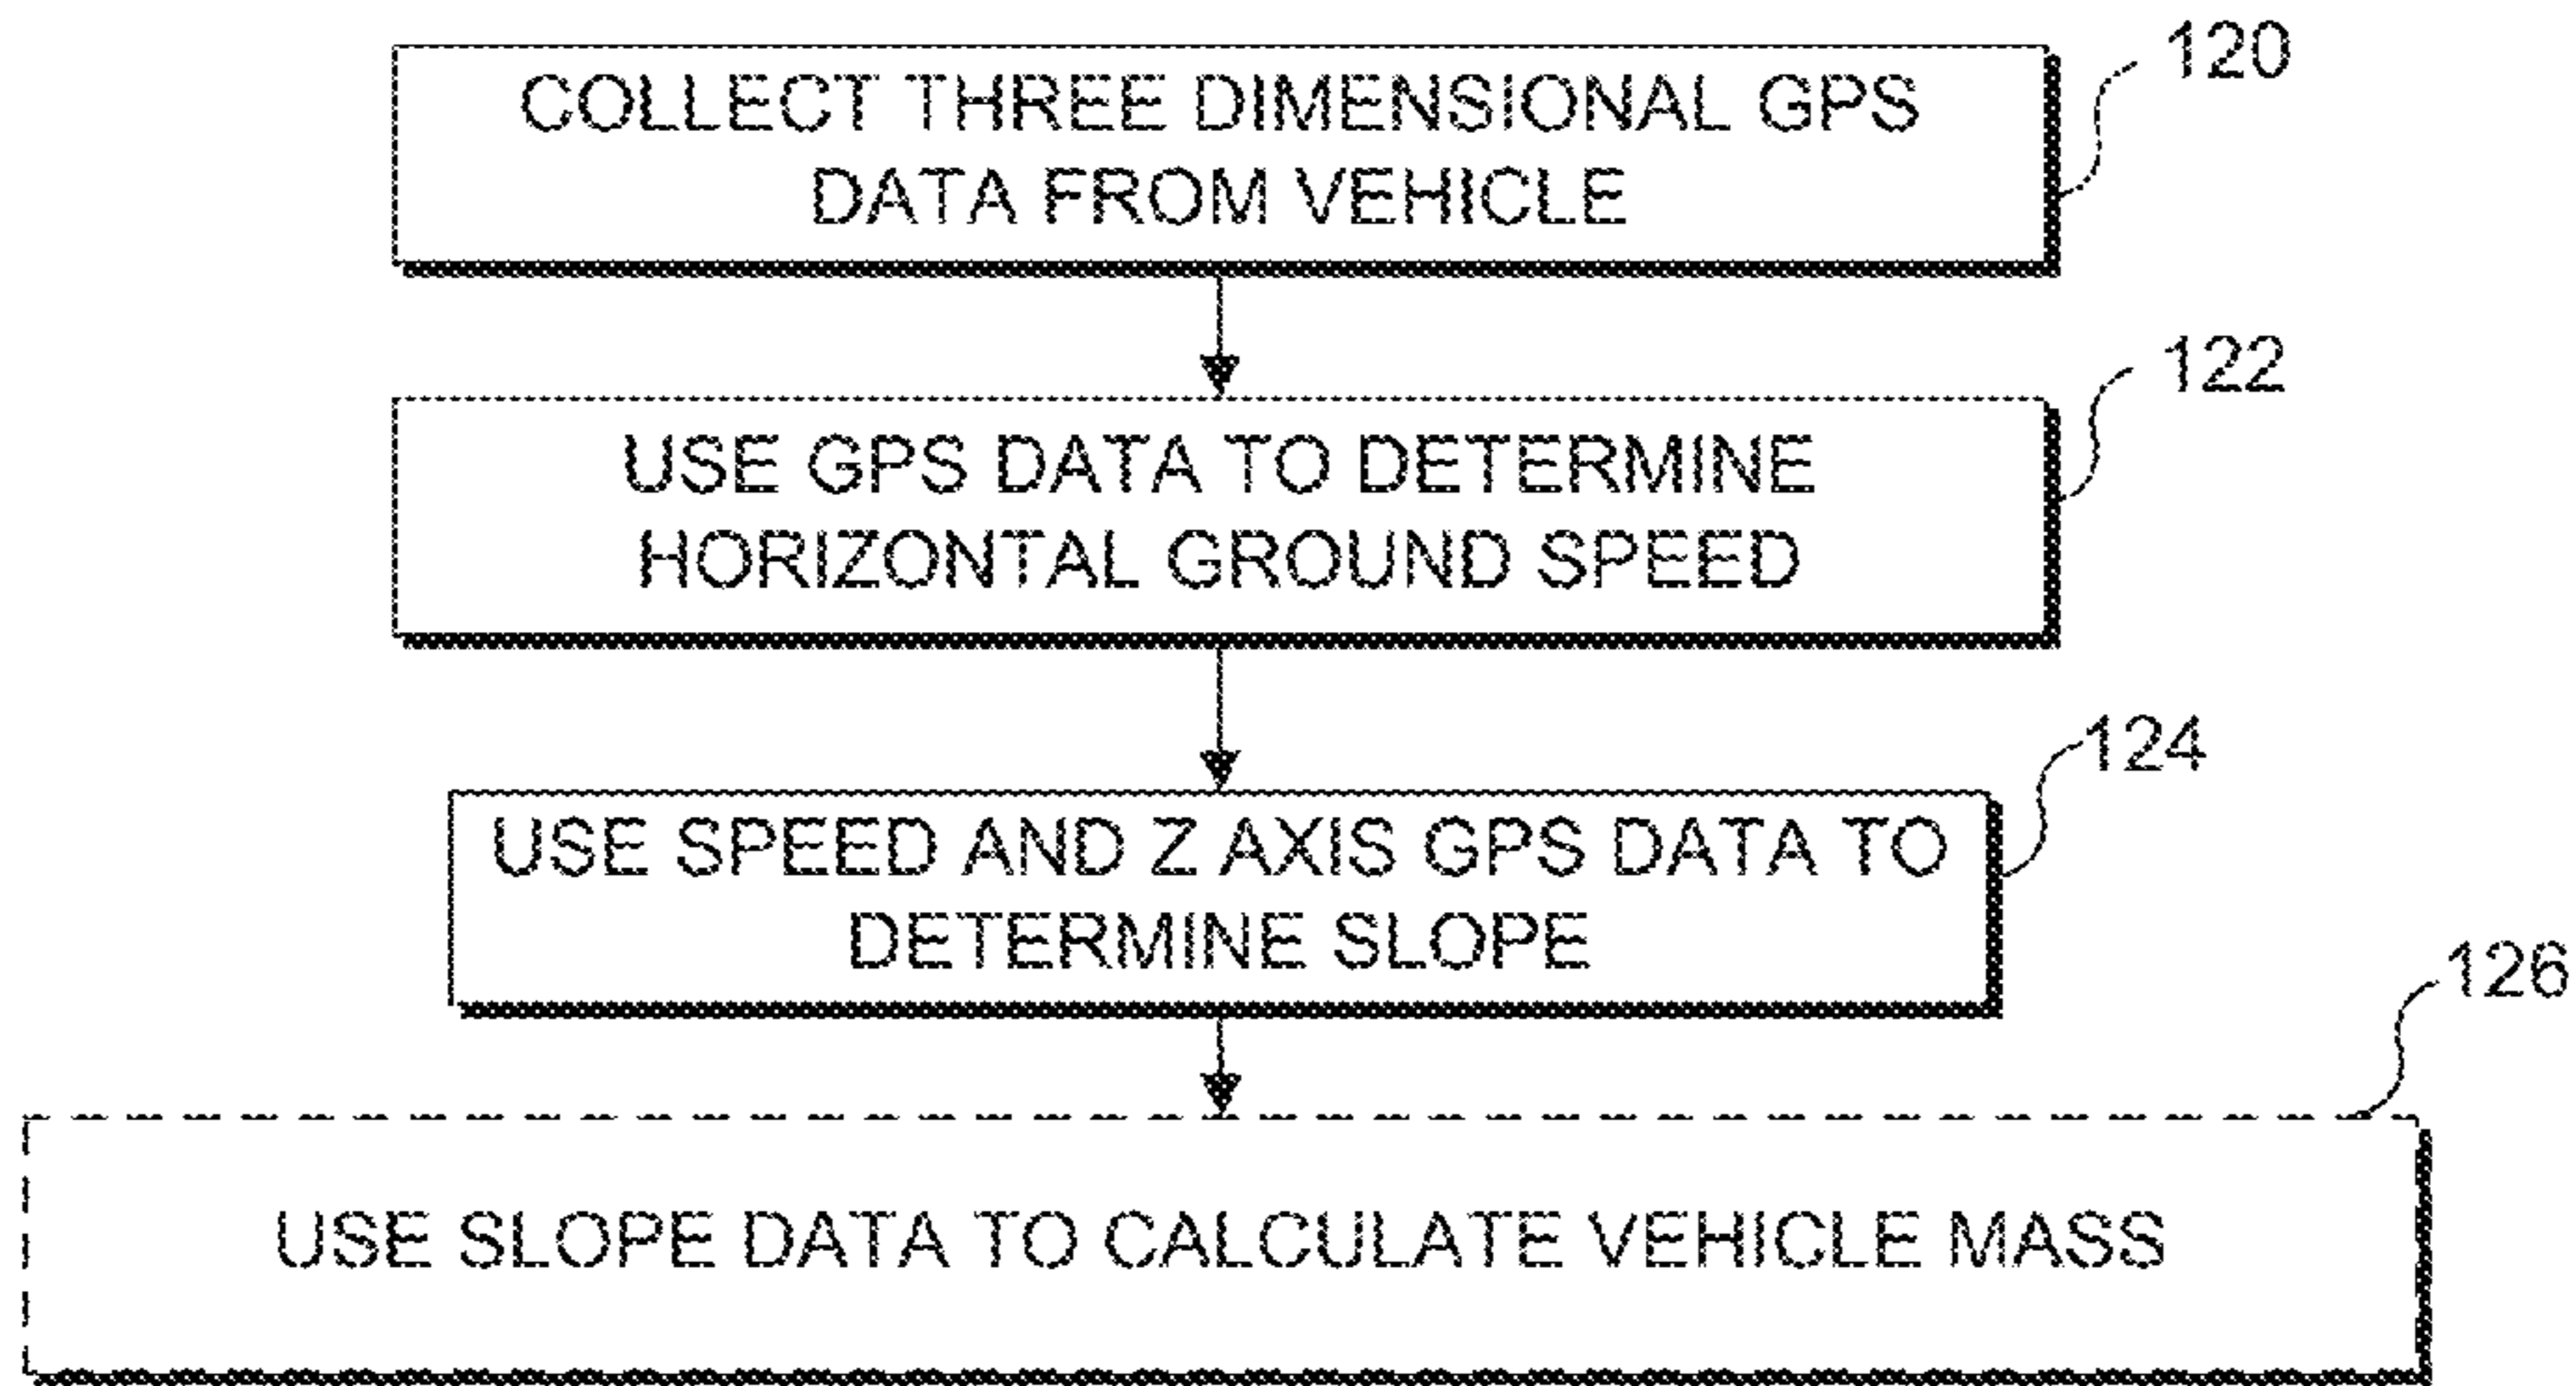 120
COLLECT THREE DIMENSIONAL GPS
DATA FROM VEHICLE
122
USE GPS DATA TO DETERMINE
HORIZONTAL GROUND SPEED
124
USE SPEED AND Z AXIS GPS DATA TO
DETERMINE SLOPE
126
USE SLOPE DATA TO CALCULATE VEHICLE MASS